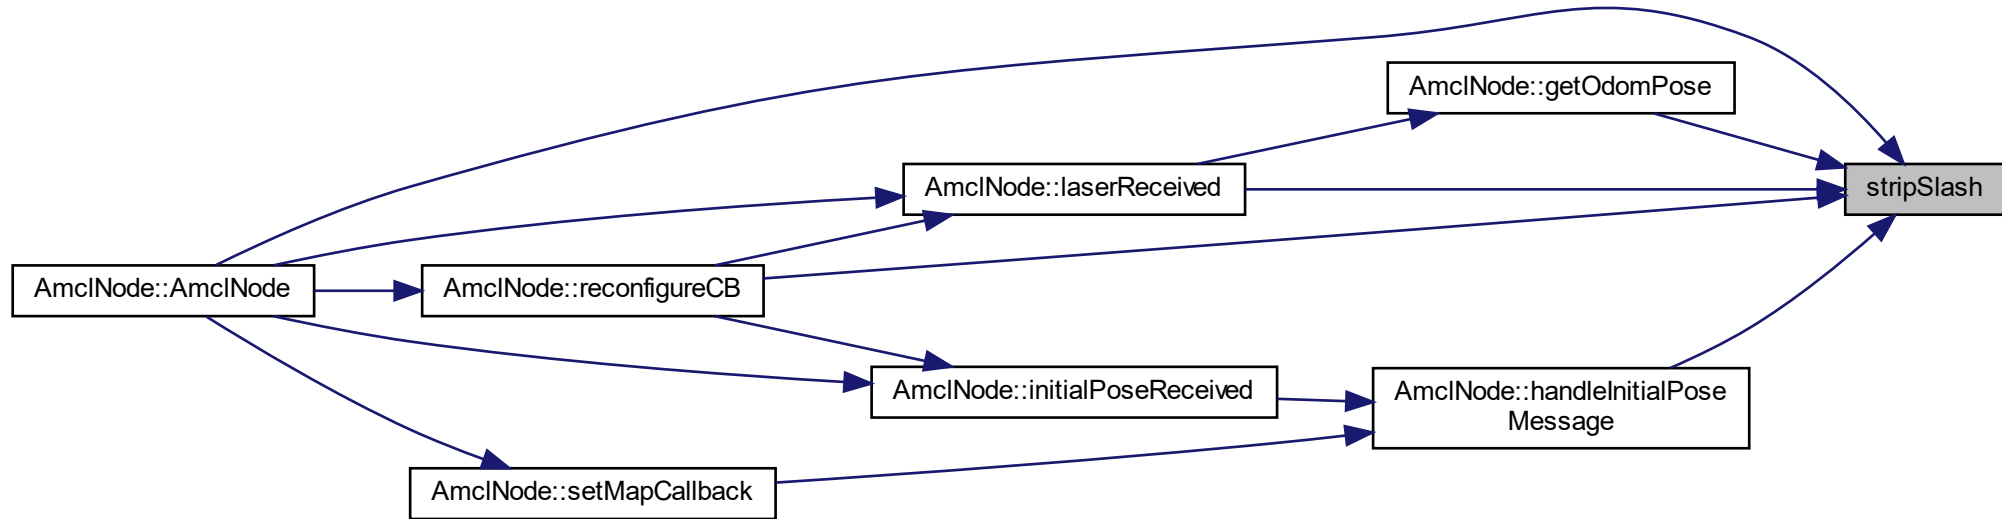 AmclNode::getOdomPose
AmclNode::laserReceived
stripSlash
AmclNode::AmclNode
AmclNode::reconfigureCB
AmclNode::initialPoseReceived
AmclNode::handleInitialPose
Message
AmclNode::setMapCallback